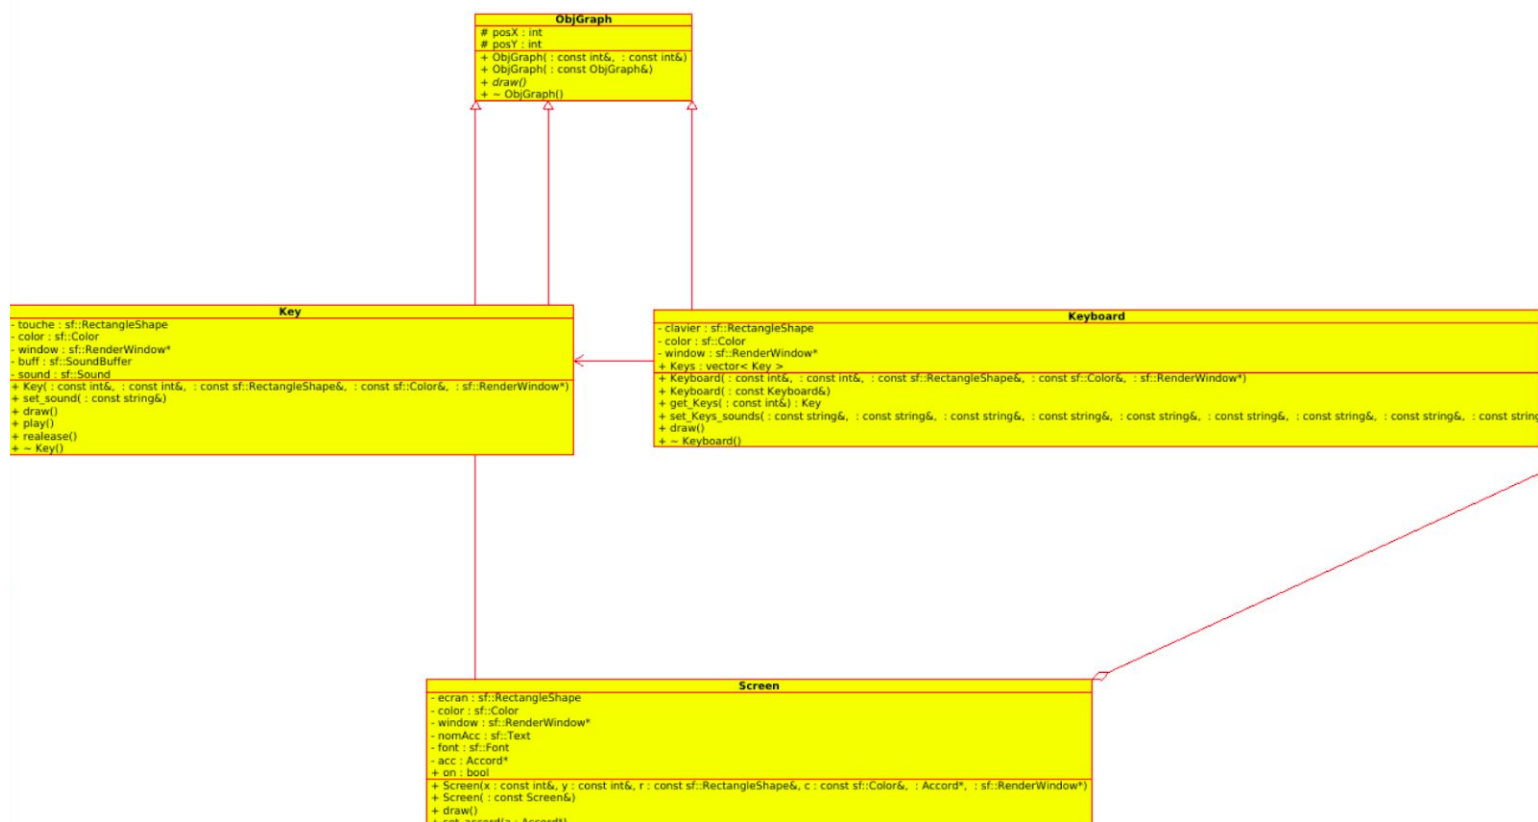 ObjGraph
# posX : int
# posY : int
+ ObjGraph( : const int&, : const int&)
+ ObjGraph( : const ObjGraph&)
+ draw()
+ ~ ObjGraph()
Key
- touche : sf::RectangleShape
- color : sf::Color
- window : sf::RenderWindow*
- buff : sf::SoundBuffer
- sound : sf::Sound
+ Key( : const int&, : const int&, : const sf::RectangleShape&, : const sf::Color&, : sf::RenderWindow*)
+ set_sound( : const string&)
+ draw()
+ play()
+ realease()
+ ~ Key()
Keyboard
- clavier : sf::RectangleShape
- color : sf::Color
- window : sf::RenderWindow*
+ Keys : vector< Key >
+ Keyboard( : const int&, : const int&, : const sf::RectangleShape&, : const sf::Color&, : sf::RenderWindow*)
+ Keyboard( : const Keyboard&)
+ get_Keys( : const int&) : Key
+ set_Keys_sounds( : const string&, : const string&, : const string&, : const string&, : const string&, : const string&, : const string&, : const string&, : const
+ draw()
+ ~ Keyboard()
Screen
- ecran : sf::RectangleShape
- color : sf::Color
- window : sf::RenderWindow*
- nomAcc : sf::Text
- font : sf::Font
- acc : Accord*
+ on : bool
+ Screen(x : const int&, y : const int&, r : const sf::RectangleShape&, c : const sf::Color&, : Accord*, : sf::RenderWindow*)
+ Screen( : const Screen&)
+ draw()
+ set_accord(a : Accord*)